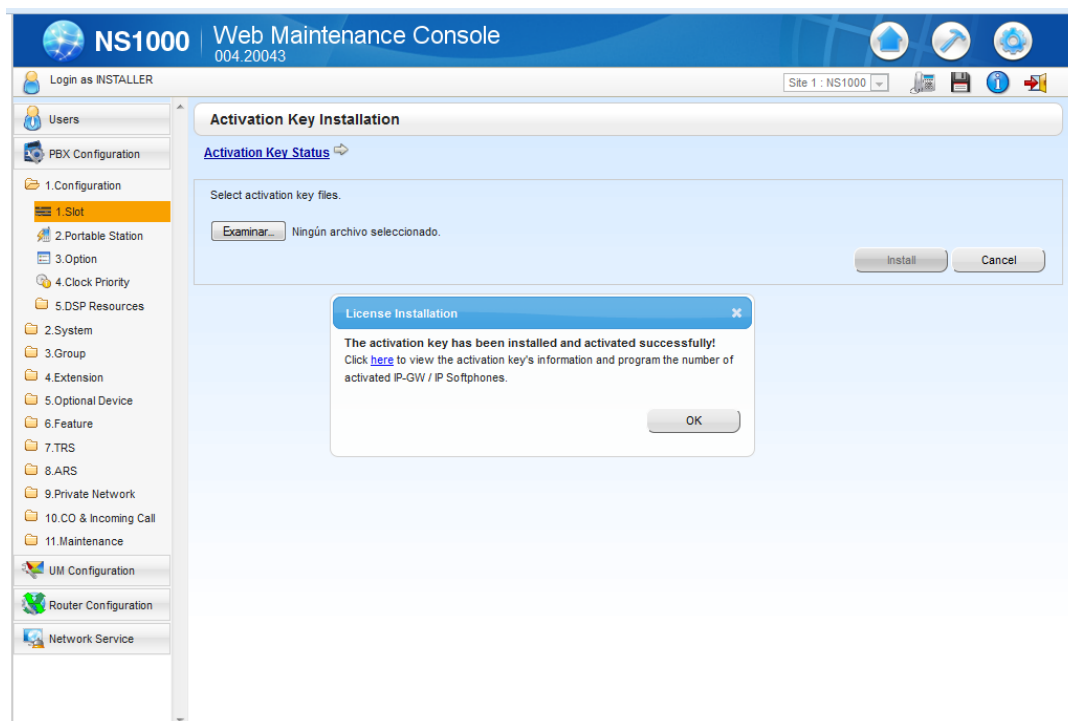 NS1000
Web Maintenance Console
004.20043
Login as INSTALLER
Site 1 : NS1000
Users
PBX Configuration
1.Configuration
1.Slot
2.Portable Station
3.Option
4.Clock Priority
5.DSP Resources
2.System
3.Group
4.Extension
5.Optional Device
6.Feature
7.TRS
8.ARS
9.Private Network
10.CO & Incoming Call
11.Maintenance
UM Configuration
Router Configuration
Network Service
Activation Key Installation
Activation Key Status
Select activation key files.
Examinar... Ningún archivo seleccionado.
Install Cancel
License Installation
The activation key has been installed and activated successfully!
Click here to view the activation key's information and program the number of
activated IP-GW / IP Softphones.
OK